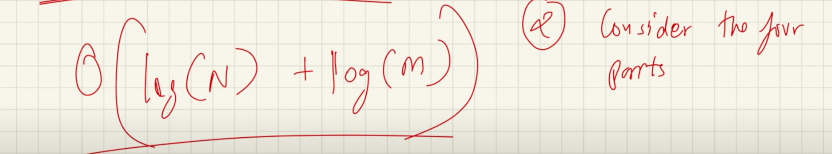 O(log(N) + log(m))
② Consider the four
parts